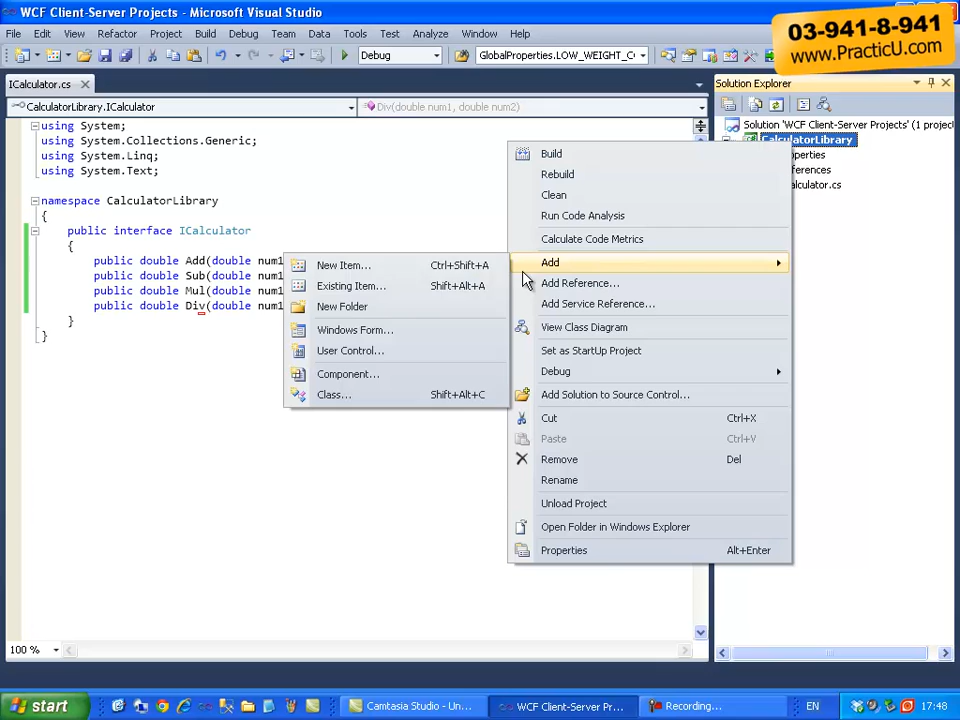 WCF Client-Server Projects - Microsoft Visual Studio
03-941-8-941
www.PracticU.com
File Edit View Refactor Project Build Debug Team Data Tools Test Analyze Window Help
Debug
GlobalProperties.LOW_WEIGHT_C
ICalculator.cs
Solution Explorer
CalculatorLibrary.ICalculator
Div(double num1, double num2)
Solution 'WCF Client-Server Projects' (1 project
CalculatorLibrary
operties
ferences
alculator.cs
using System;
using System.Collections.Generic;
using System.Linq;
using System.Text;
namespace CalculatorLibrary
{
public interface ICalculator
{
public double Add(double num1
public double Sub(double num1
public double Mul(double num1
public double Div(double num1
}
}
New Item... Ctrl+Shift+A
Existing Item... Shift+Alt+A
New Folder
Windows Form...
User Control...
Component...
Class... Shift+Alt+C
Build
Rebuild
Clean
Run Code Analysis
Calculate Code Metrics
Add
Add Reference...
Add Service Reference...
View Class Diagram
Set as StartUp Project
Debug
Add Solution to Source Control...
Cut Ctrl+X
Paste Ctrl+V
Remove Del
Rename
Unload Project
Open Folder in Windows Explorer
Properties Alt+Enter
100 %
start
Camtasia Studio - Un...
WCF Client-Server Pr...
Recording...
EN
17:48